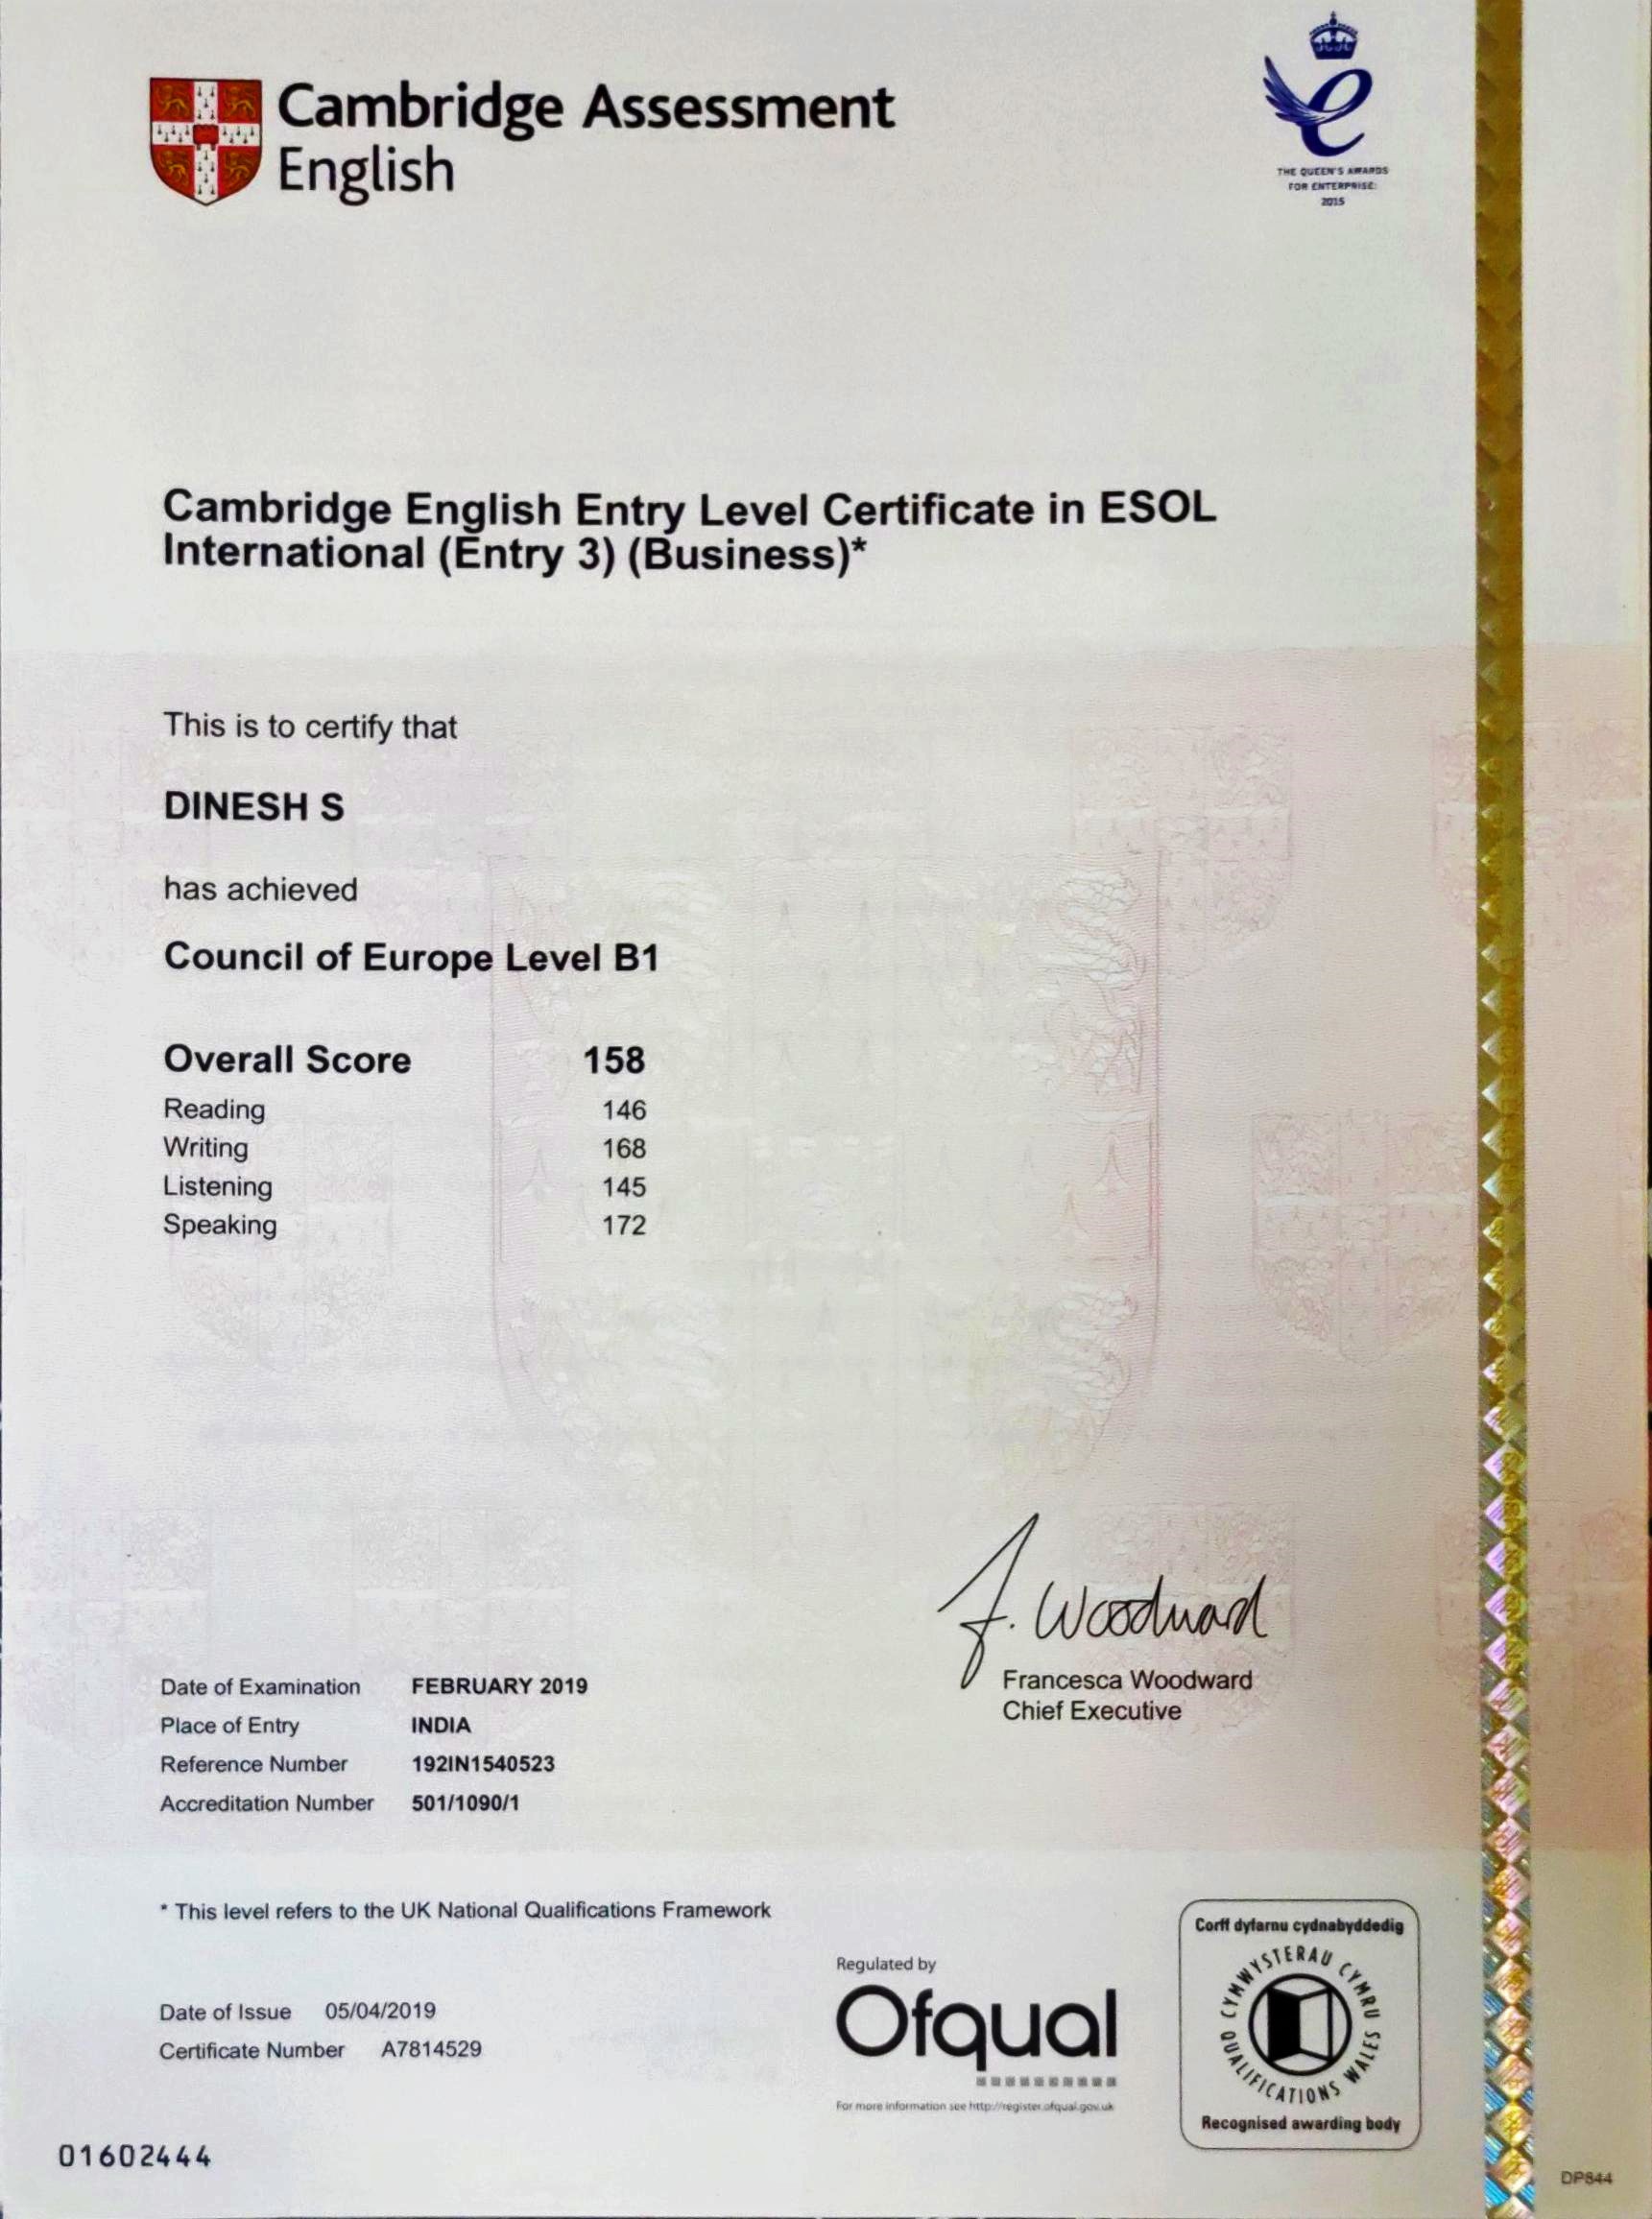 Cambridge Assessment
English
THE QUEEN'S AWARDS
FOR ENTERPRISE:
2015
Cambridge English Entry Level Certificate in ESOL
International (Entry 3) (Business)*
This is to certify that
DINESH S
has achieved
Council of Europe Level B1
Overall Score 158
Reading 146
Writing 168
Listening 145
Speaking 172
F. Woodward
Francesca Woodward
Chief Executive
Date of Examination FEBRUARY 2019
Place of Entry INDIA
Reference Number 192IN1540523
Accreditation Number 501/1090/1
* This level refers to the UK National Qualifications Framework
Date of Issue 05/04/2019
Certificate Number A7814529
Regulated by
Ofqual
For more information see http://register.ofqual.gov.uk
Corff dyfarnu cydnabyddedig
CYMWYSTERAU CYMRU
QUALIFICATIONS WALES
Recognised awarding body
01602444
DP844